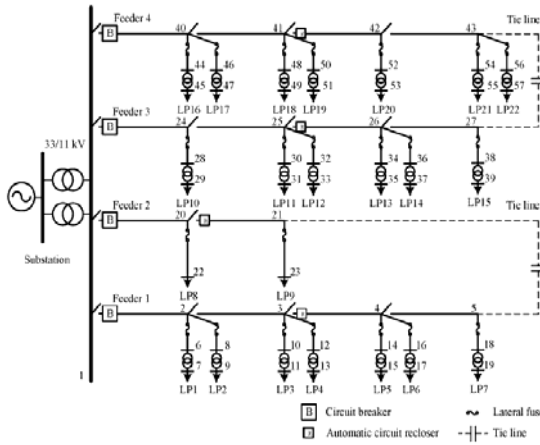 Feeder 4 40 41 42 43 Tie line
B
44 46 48 50 52 54 56
45 47 49 51 53 55 57
LP16 LP17 LP18 LP19 LP20 LP21 LP22
Feeder 3
B
24 25 26 27
33/11 kV
28 30 32 34 36 38
29 31 33 35 37 39
LP10 LP11 LP12 LP13 LP14 LP15
Feeder 2
B
20 21 Tie line
Substation
22 23
LP8 LP9
Feeder 1
B
2 3 4 5
6 8 10 12 14 16 18
7 9 11 13 15 17 19
1 LP1 LP2 LP3 LP4 LP5 LP6 LP7
B Circuit breaker Lateral fuse
Automatic circuit recloser Tie line